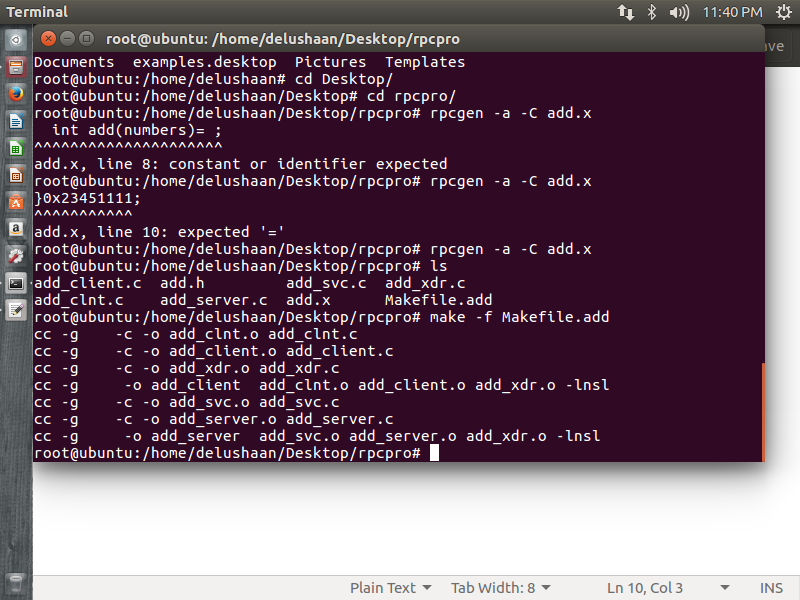 Terminal
11:40 PM
root@ubuntu: /home/delushaan/Desktop/rpcpro
Documents  examples.desktop  Pictures  Templates
root@ubuntu:/home/delushaan# cd Desktop/
root@ubuntu:/home/delushaan/Desktop# cd rpcpro/
root@ubuntu:/home/delushaan/Desktop/rpcpro# rpcgen -a -C add.x
  int add(numbers)= ;
^^^^^^^^^^^^^^^^^^^^^
add.x, line 8: constant or identifier expected
root@ubuntu:/home/delushaan/Desktop/rpcpro# rpcgen -a -C add.x
}0x23451111;
^^^^^^^^^^^
add.x, line 10: expected '='
root@ubuntu:/home/delushaan/Desktop/rpcpro# rpcgen -a -C add.x
root@ubuntu:/home/delushaan/Desktop/rpcpro# ls
add_client.c  add.h         add_svc.c  add_xdr.c
add_clnt.c    add_server.c  add.x      Makefile.add
root@ubuntu:/home/delushaan/Desktop/rpcpro# make -f Makefile.add
cc -g    -c -o add_clnt.o add_clnt.c
cc -g    -c -o add_client.o add_client.c
cc -g    -c -o add_xdr.o add_xdr.c
cc -g     -o add_client  add_clnt.o add_client.o add_xdr.o -lnsl
cc -g    -c -o add_svc.o add_svc.c
cc -g    -c -o add_server.o add_server.c
cc -g     -o add_server  add_svc.o add_server.o add_xdr.o -lnsl
root@ubuntu:/home/delushaan/Desktop/rpcpro#
Plain Text Tab Width: 8 Ln 10, Col 3 INS